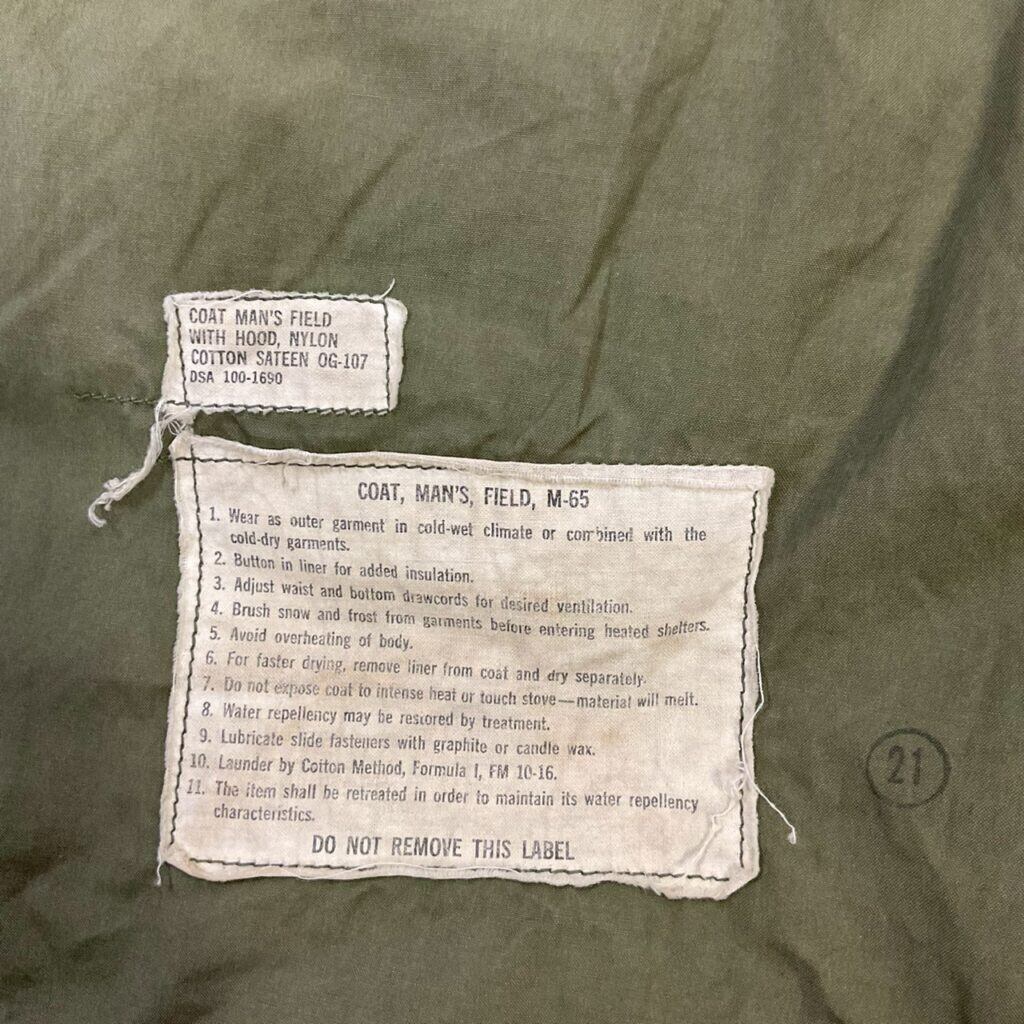 COAT MAN'S FIELD
WITH HOOD, NYLON
COTTON SATEEN OG-107
DSA 100-1690
COAT, MAN'S, FIELD, M-65
1. Wear as outer garment in cold-wet climate or combined with the
cold-dry garments.
2. Button in liner for added insulation.
3. Adjust waist and bottom drawcords for desired ventilation.
4. Brush snow and frost from garments before entering heated shelters.
5. Avoid overheating of body.
6. For faster drying, remove liner from coat and dry separately.
7. Do not expose coat to intense heat or touch stove—material will melt.
8. Water repellency may be restored by treatment.
9. Lubricate slide fasteners with graphite or candle wax.
10. Launder by Cotton Method, Formula I, FM 10-16.
11. The item shall be retreated in order to maintain its water repellency
characteristics.
DO NOT REMOVE THIS LABEL
21